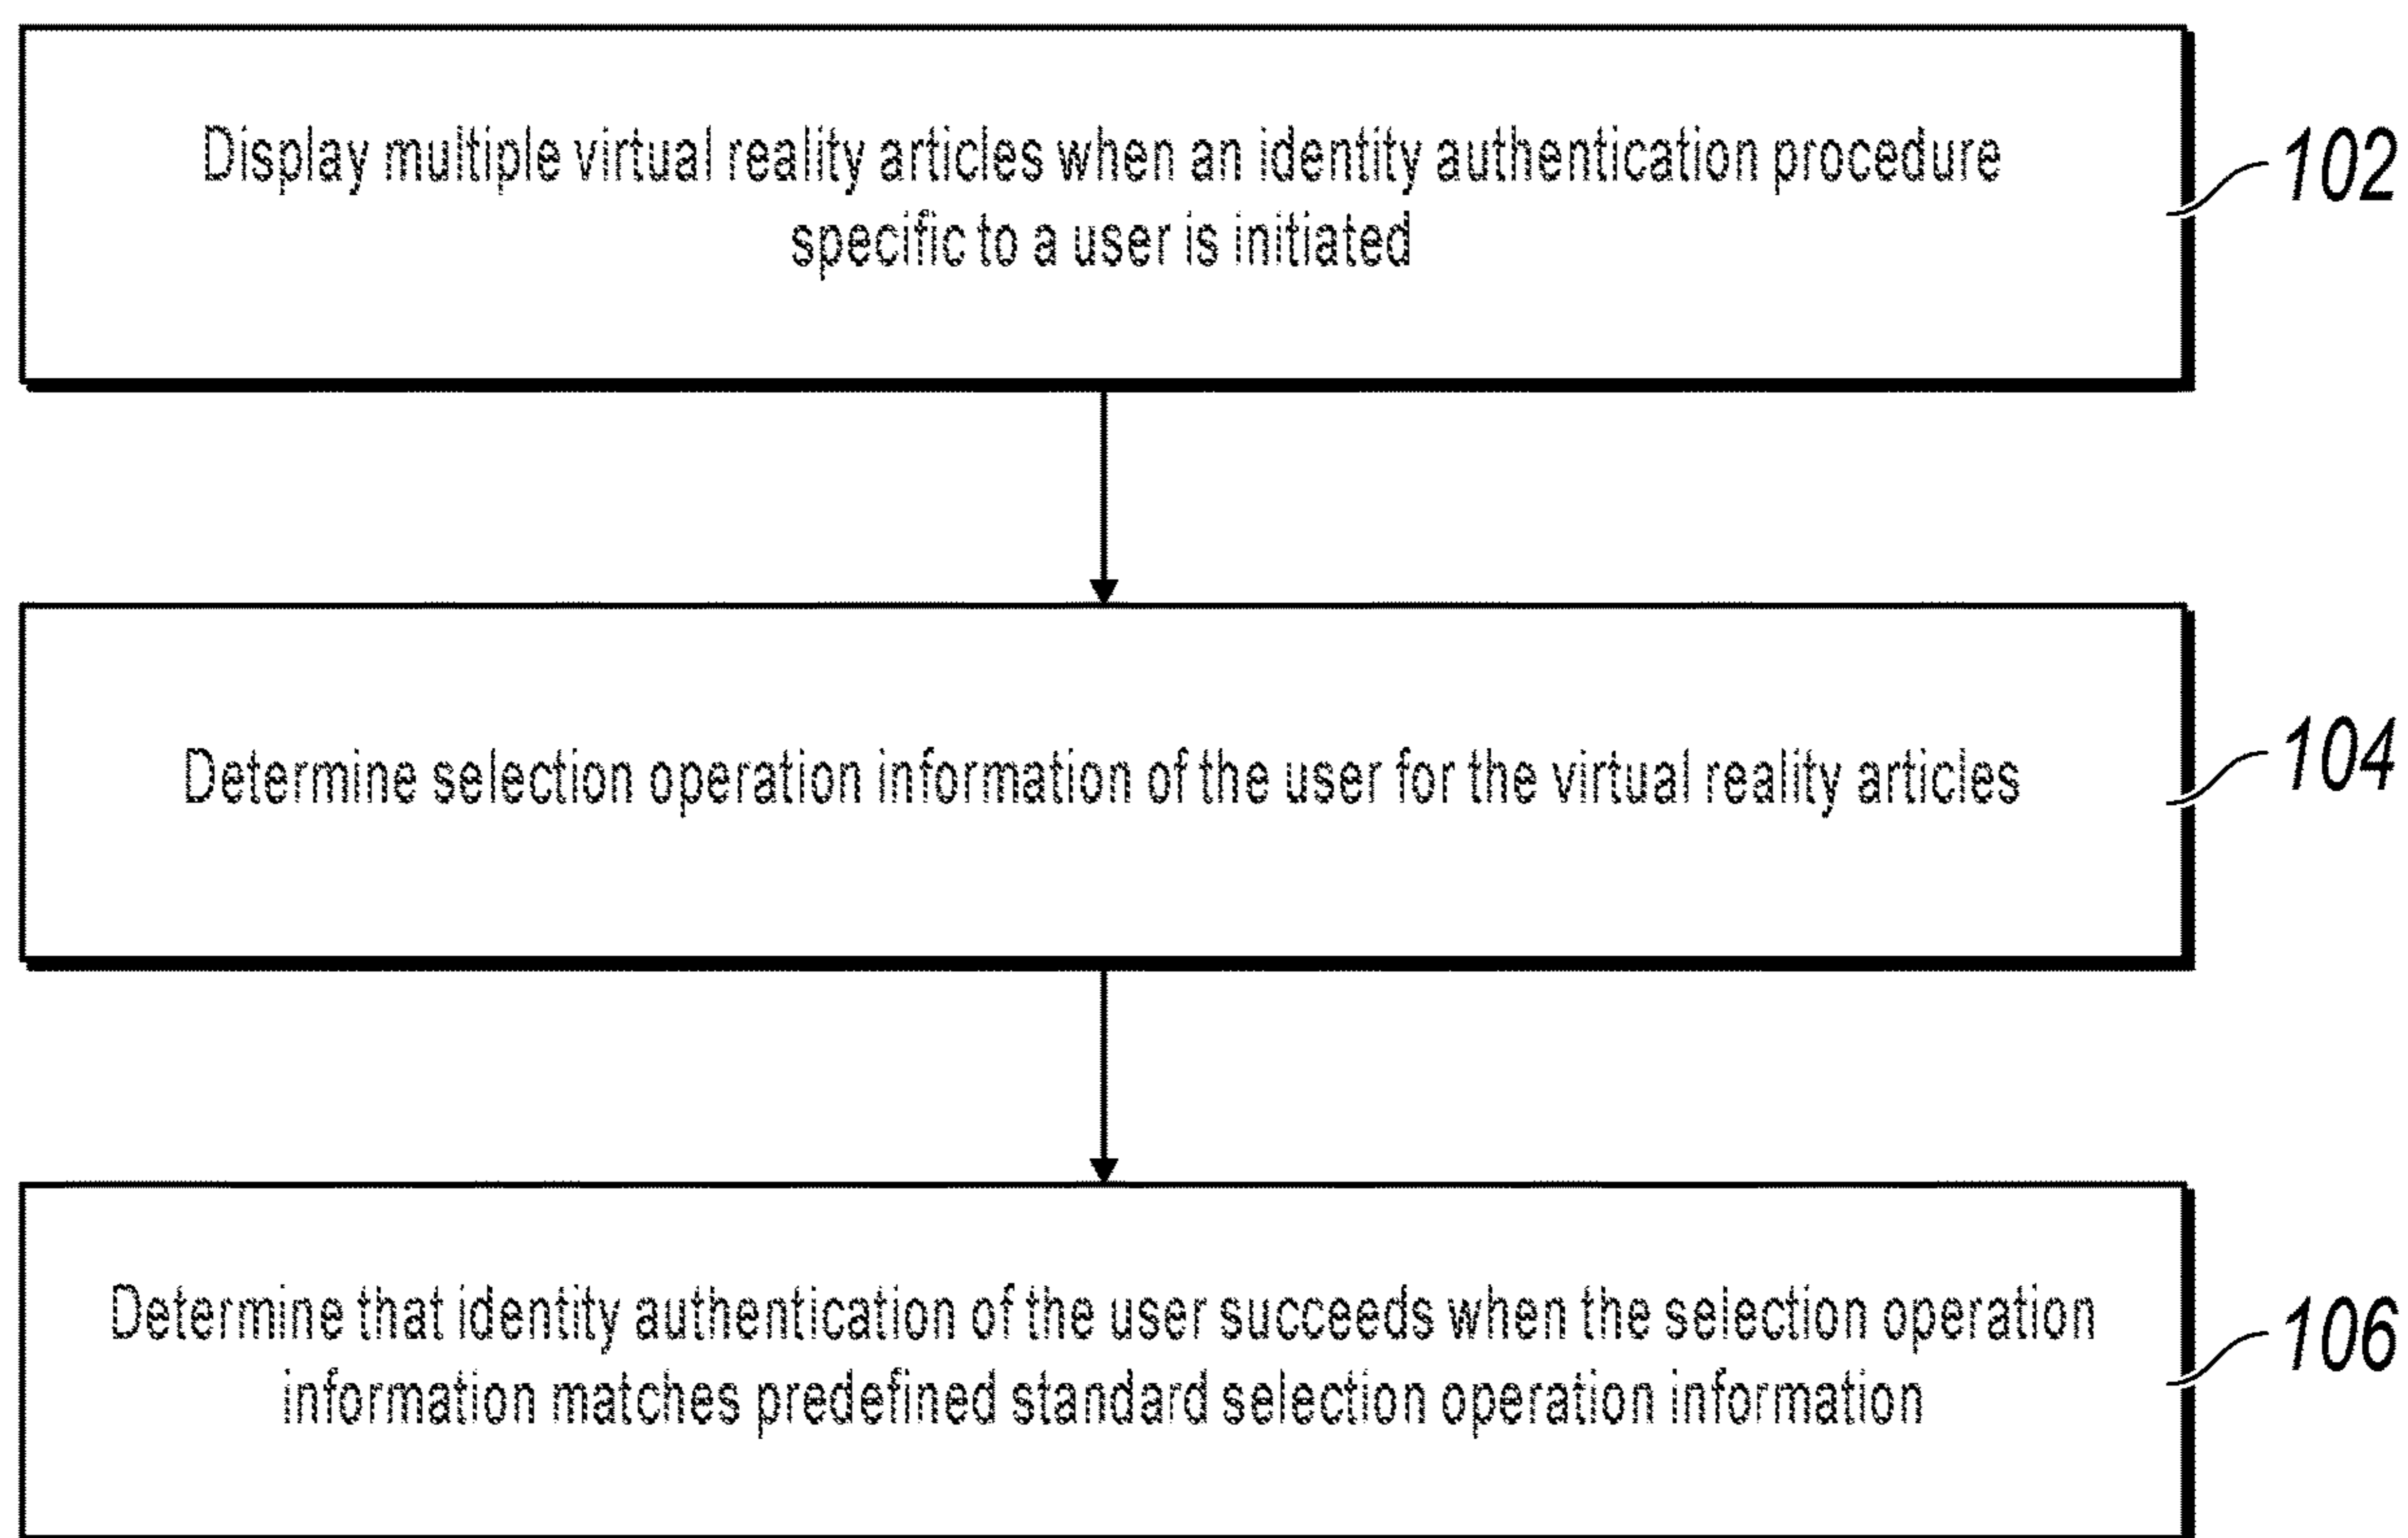 Display multiple virtual reality articles when an identity authentication procedure
specific to a user is initiated
102
Determine selection operation information of the user for the virtual reality articles
104
Determine that identity authentication of the user succeeds when the selection operation
information matches predefined standard selection operation information
106